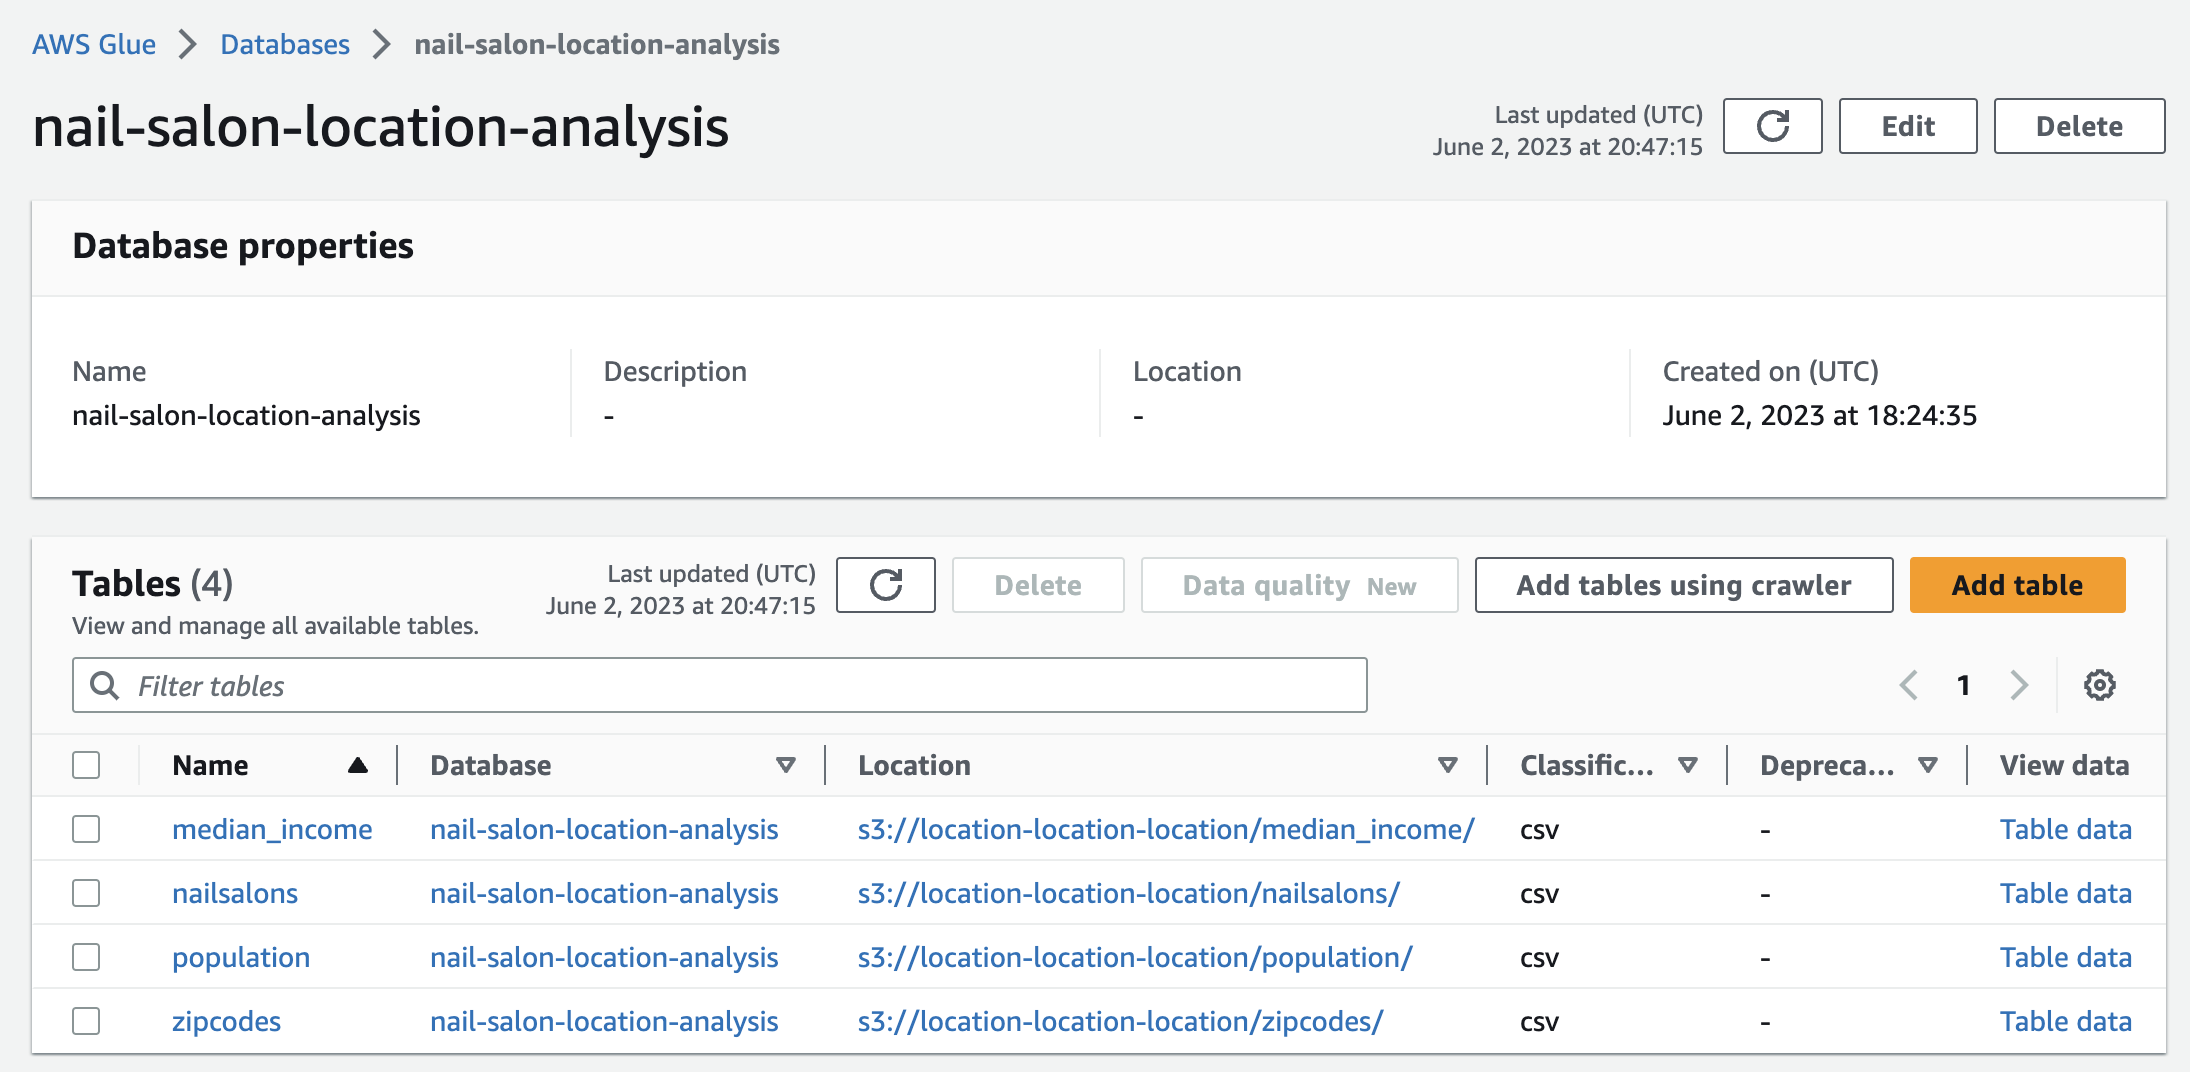 AWS Glue > Databases > nail-salon-location-analysis
nail-salon-location-analysis
Last updated (UTC)
June 2, 2023 at 20:47:15
Edit
Delete
Database properties
Name
nail-salon-location-analysis
Description
-
Location
-
Created on (UTC)
June 2, 2023 at 18:24:35
Tables (4)
View and manage all available tables.
Last updated (UTC)
June 2, 2023 at 20:47:15
Delete
Data quality New
Add tables using crawler
Add table
Filter tables
1
Name Database Location Classific... Depreca... View data
median_income nail-salon-location-analysis s3://location-location-location/median_income/ csv - Table data
nailsalons nail-salon-location-analysis s3://location-location-location/nailsalons/ csv - Table data
population nail-salon-location-analysis s3://location-location-location/population/ csv - Table data
zipcodes nail-salon-location-analysis s3://location-location-location/zipcodes/ csv - Table data